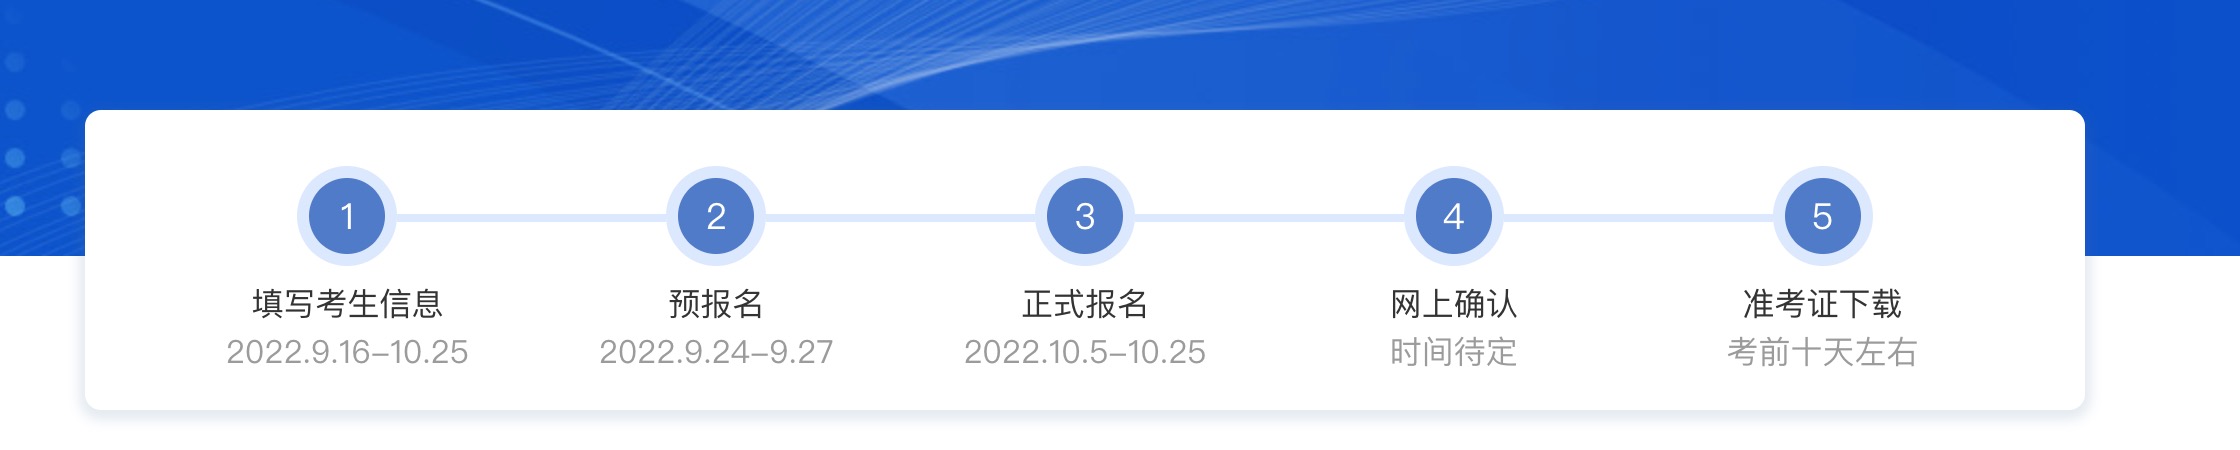 1
2
3
4
5
填写考生信息
预报名
正式报名
网上确认
准考证下载
2022.9.16–10.25
2022.9.24–9.27
2022.10.5–10.25
时间待定
考前十天左右